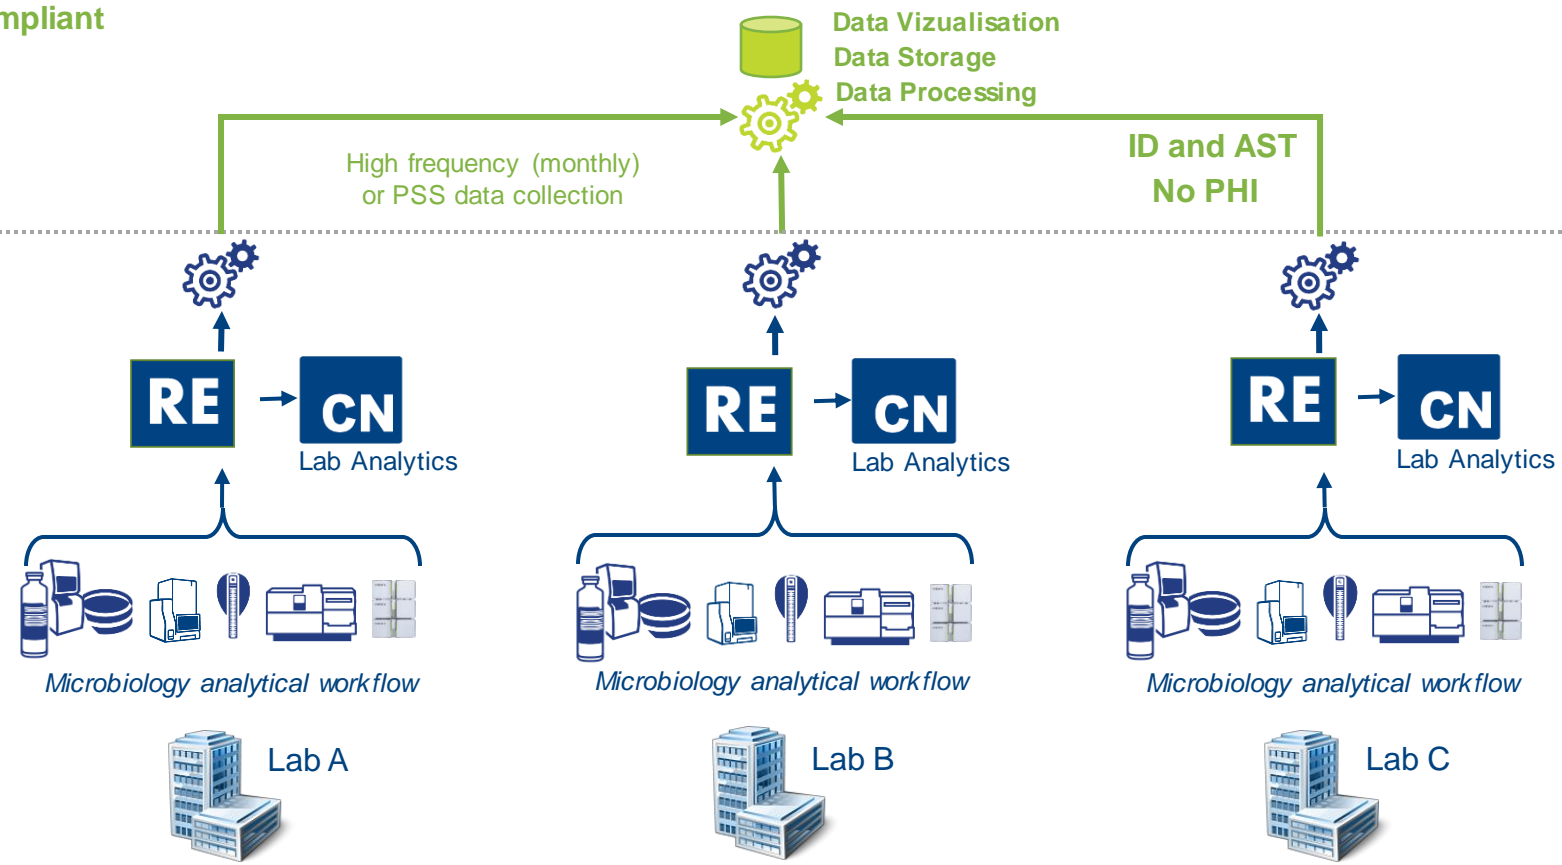 mpliant
Data Vizualisation
Data Storage
Data Processing
High frequency (monthly)
or PSS data collection
ID and AST
No PHI
RE
CN
Lab Analytics
RE
CN
Lab Analytics
RE
CN
Lab Analytics
Microbiology analytical workflow
Microbiology analytical workflow
Microbiology analytical workflow
Lab A
Lab B
Lab C